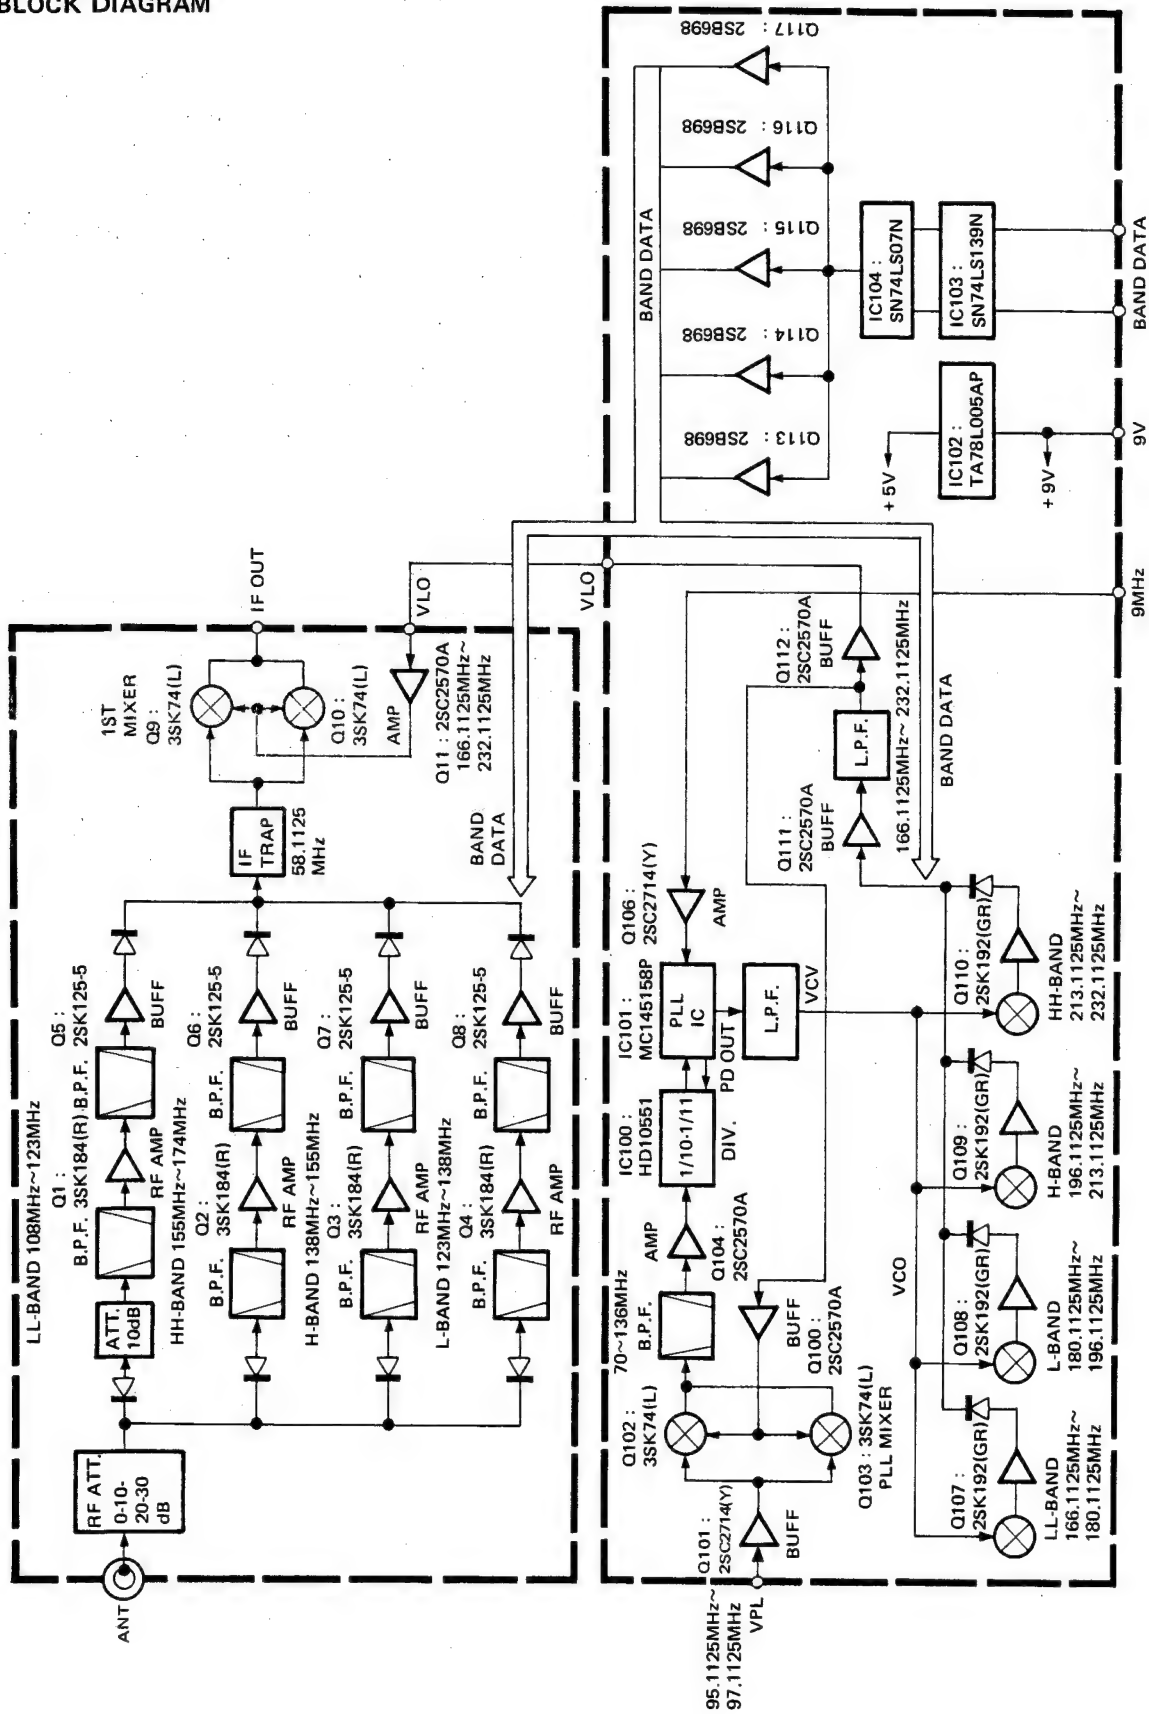 BLOCK DIAGRAM
ANT
RF ATT.
0-10-
20-30
dB
LL-BAND 108MHz~123MHz
ATT.
10dB
B.P.F.
Q1 :
3SK184(R)
RF AMP
B.P.F.
Q5 :
2SK125-5
BUFF
HH-BAND 155MHz~174MHz
B.P.F.
Q2 :
3SK184(R)
RF AMP
B.P.F.
Q6 :
2SK125-5
BUFF
H-BAND 138MHz~155MHz
B.P.F.
Q3 :
3SK184(R)
RF AMP
B.P.F.
Q7 :
2SK125-5
BUFF
L-BAND 123MHz~138MHz
B.P.F.
Q4 :
3SK184(R)
RF AMP
B.P.F.
Q8 :
2SK125-5
BUFF
IF
TRAP
58.1125
MHz
1ST
MIXER
Q9 :
3SK74(L)
Q10 :
3SK74(L)
IF OUT
AMP
Q11 : 2SC2570A
166.1125MHz~
232.1125MHz
VLO
BAND
DATA
VLO
95.1125MHz~
97.1125MHz
VPL
Q101 :
2SC2714(Y)
BUFF
Q102 :
3SK74(L)
Q103 : 3SK74(L)
PLL MIXER
70~136MHz
B.P.F.
AMP
Q104 :
2SC2570A
BUFF
Q100 :
2SC2570A
IC100 :
HD10551
1/10·1/11
DIV.
IC101 :
MC145158P
PLL
IC
PD OUT
L.P.F.
VCV
Q106 :
2SC2714(Y)
AMP
Q111 :
2SC2570A
BUFF
L.P.F.
Q112 :
2SC2570A
BUFF
166.1125MHz~ 232.1125MHz
BAND DATA
9MHz
VCO
Q107 :
2SK192(GR)
LL-BAND
166.1125MHz~
180.1125MHz
Q108 :
2SK192(GR)
L-BAND
180.1125MHz~
196.1125MHz
Q109 :
2SK192(GR)
H-BAND
196.1125MHz~
213.1125MHz
Q110 :
2SK192(GR)
HH-BAND
213.1125MHz~
232.1125MHz
BAND DATA
Q113 : 2SB698
Q114 : 2SB698
Q115 : 2SB698
Q116 : 2SB698
Q117 : 2SB698
+5V
IC102 :
TA78L005AP
+9V
9V
IC104 :
SN74LS07N
IC103 :
SN74LS139N
BAND DATA